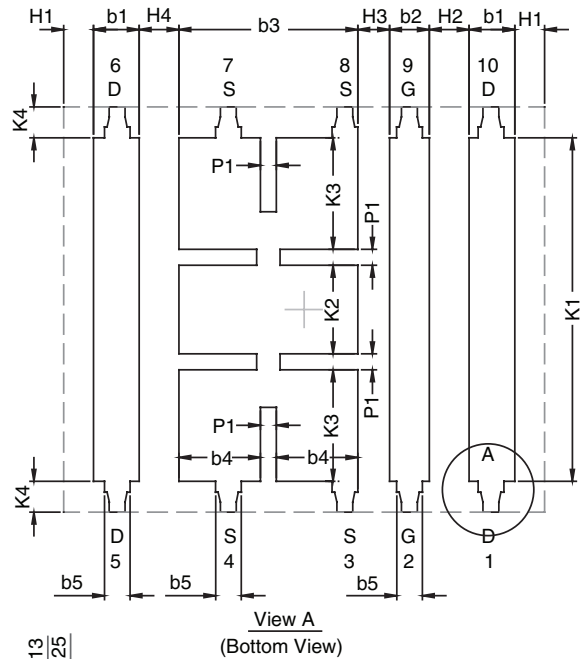 H1 b1 H4 b3 H3 b2 H2 b1 H1
6 7 8 9 10
D S S G D
K4
P1 K3 P1
K2 K1
P1 K3 P1
b4 b4 A
K4
D S S G D
5 4 3 2 1
b5 b5 b5
View A
(Bottom View)
13
25